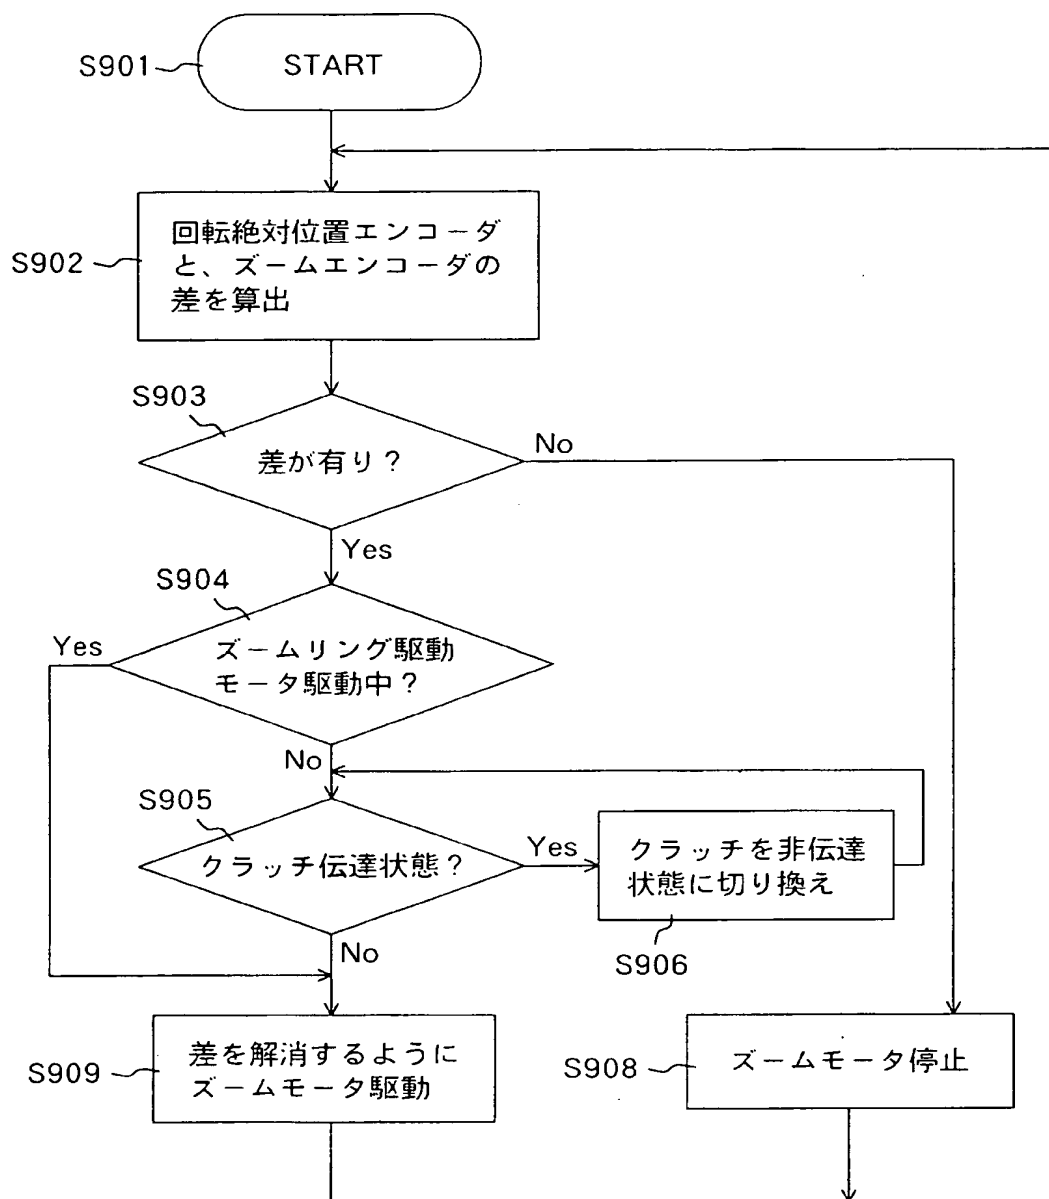 S901
START
S902
回転絶対位置エンコーダ
と、ズームエンコーダの
差を算出
S903
差が有り？
No
Yes
S904
Yes
ズームリング駆動
モータ駆動中？
No
S905
クラッチ伝達状態？
Yes
クラッチを非伝達
状態に切り換え
S906
No
S909
差を解消するように
ズームモータ駆動
S908
ズームモータ停止